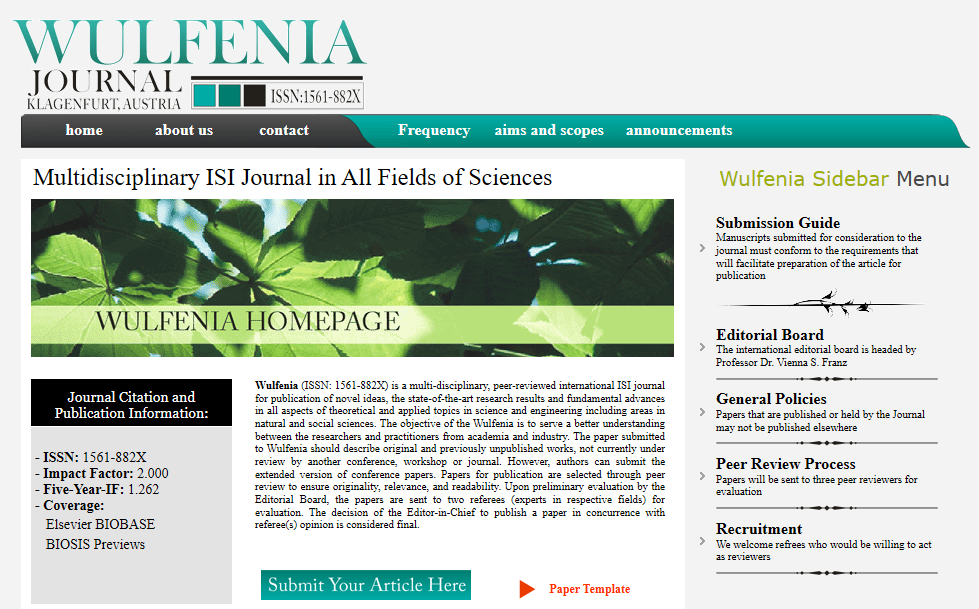 WULFENIA
JOURNAL
KLAGENFURT, AUSTRIA
ISSN:1561-882X
home about us contact Frequency aims and scopes announcements
Multidisciplinary ISI Journal in All Fields of Sciences
WULFENIA HOMEPAGE
Journal Citation and
Publication Information:
- ISSN: 1561-882X
- Impact Factor: 2.000
- Five-Year-IF: 1.262
- Coverage:
Elsevier BIOBASE
BIOSIS Previews
Wulfenia (ISSN: 1561-882X) is a multi-disciplinary, peer-reviewed international ISI journal
for publication of novel ideas, the state-of-the-art research results and fundamental advances
in all aspects of theoretical and applied topics in science and engineering including areas in
natural and social sciences. The objective of the Wulfenia is to serve a better understanding
between the researchers and practitioners from academia and industry. The paper submitted
to Wulfenia should describe original and previously unpublished works, not currently under
review by another conference, workshop or journal. However, authors can submit the
extended version of conference papers. Papers for publication are selected through peer
review to ensure originality, relevance, and readability. Upon preliminary evaluation by the
Editorial Board, the papers are sent to two referees (experts in respective fields) for
evaluation. The decision of the Editor-in-Chief to publish a paper in concurrence with
referee(s) opinion is considered final.
Submit Your Article Here
Paper Template
Wulfenia Sidebar Menu
Submission Guide
Manuscripts submitted for consideration to the
journal must conform to the requirements that
will facilitate preparation of the article for
publication
Editorial Board
The international editorial board is headed by
Professor Dr. Vienna S. Franz
General Policies
Papers that are published or held by the Journal
may not be published elsewhere
Peer Review Process
Papers will be sent to three peer reviewers for
evaluation
Recruitment
We welcome refrees who would be willing to act
as reviewers